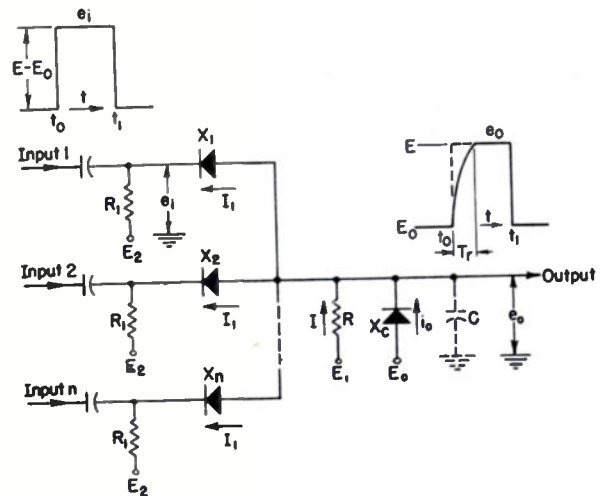 eᵢ
E-E₀
t
t₀ t₁
Input 1
X₁
R₁
eᵢ
I₁
E₂
E
e₀
E₀
t₀ t t₁
Tᵣ
Input 2
X₂
R₁
I₁
E₂
Output
I R X_c i₀ C e₀
E₁ E₀
Input n
Xₙ
R₁
I₁
E₂